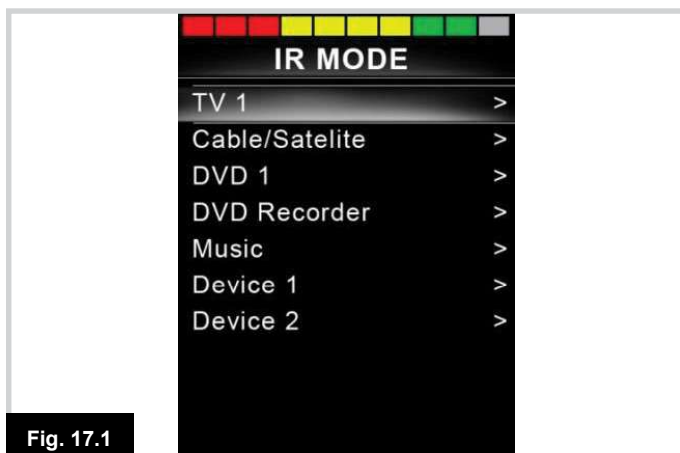 IR MODE
TV 1 >
Cable/Satelite >
DVD 1 >
DVD Recorder >
Music >
Device 1 >
Device 2 >
Fig. 17.1